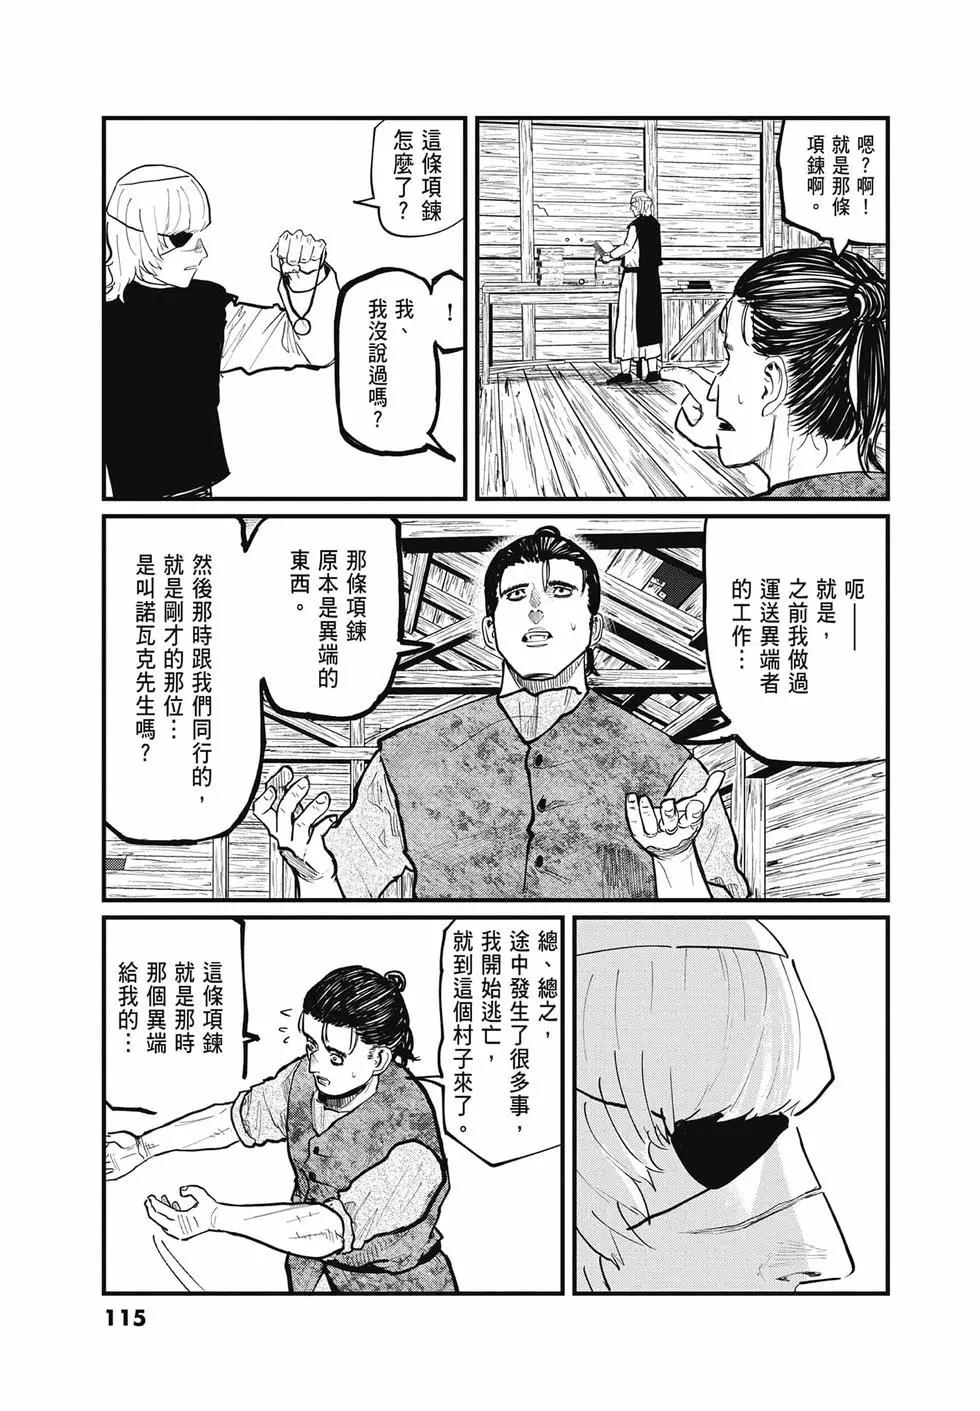 嗯？啊！
就是那條
項鍊啊。
這條項鍊
怎麼了？
！
我、
我沒說過嗎？
呃——
就是，
之前我做過
運送異端者
的工作…
那條項鍊
原本是異端的
東西。
然後那時跟我們同行的，
就是剛才的那位…
是叫諾瓦克先生嗎？
總、總之，
途中發生了很多事，
我開始逃亡，
就到這個村子來了。
這條項鍊
就是那時
那個異端
給我的…
115